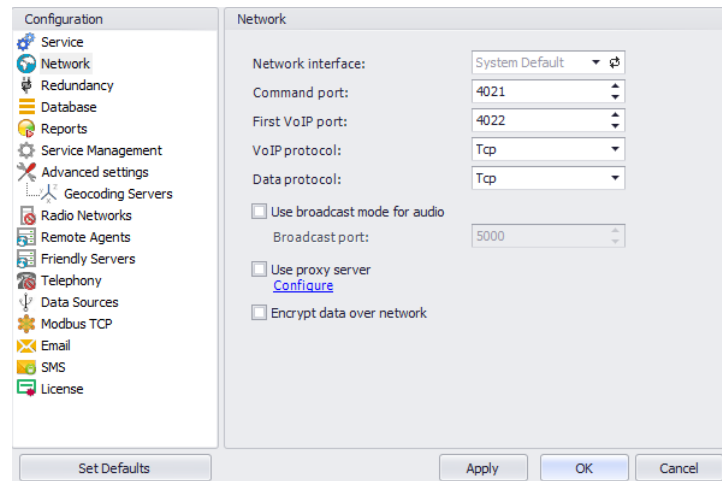 Configuration
Service
Network
Redundancy
Database
Reports
Service Management
Advanced settings
Geocoding Servers
Radio Networks
Remote Agents
Friendly Servers
Telephony
Data Sources
Modbus TCP
Email
SMS
License
Set Defaults
Network
Network interface: System Default
Command port: 4021
First VoIP port: 4022
VoIP protocol: Tcp
Data protocol: Tcp
Use broadcast mode for audio
Broadcast port: 5000
Use proxy server
Configure
Encrypt data over network
Apply OK Cancel